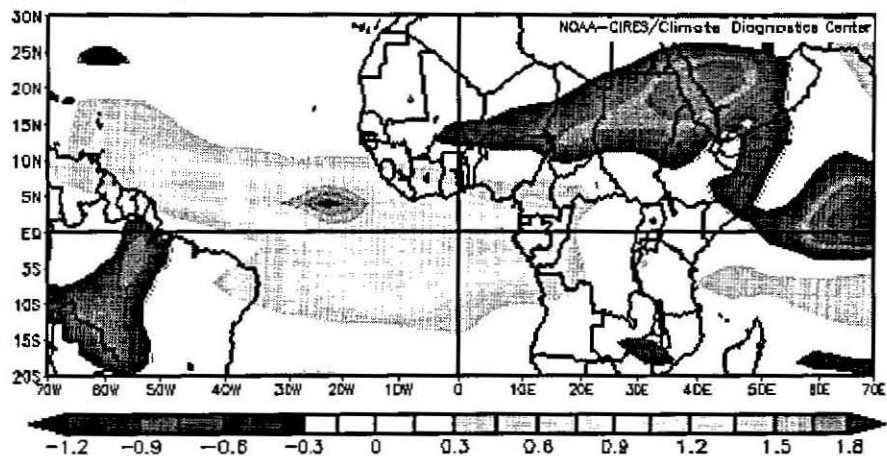 30N
NOAA-CIRES/Climate Diagnostics Center
25N
20N
15N
10N
5N
EQ
5S
10S
15S
20S
70W 60W 50W 40W 30W 20W 10W 0 10E 20E 30E 40E 50E 60E 70E
-1.2 -0.9 -0.6 -0.3 0 0.3 0.6 0.9 1.2 1.5 1.8